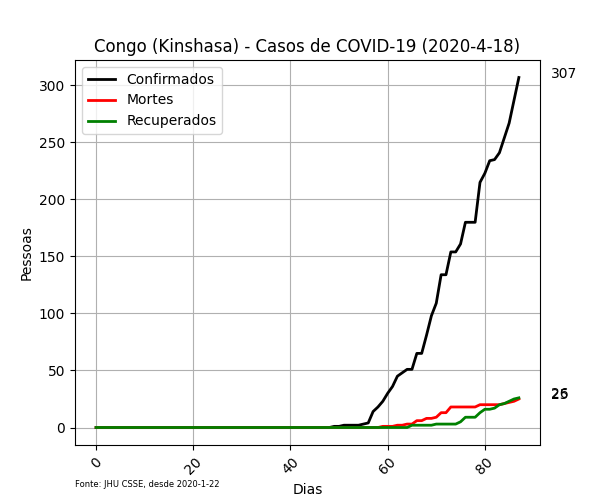 Congo (Kinshasa) - Casos de COVID-19 (2020-4-18)
307
300
250
200
150
100
50
0
Confirmados
Mortes
Recuperados
Pessoas
26
0
20
40
60
80
Dias
Fonte: JHU CSSE, desde 2020-1-22